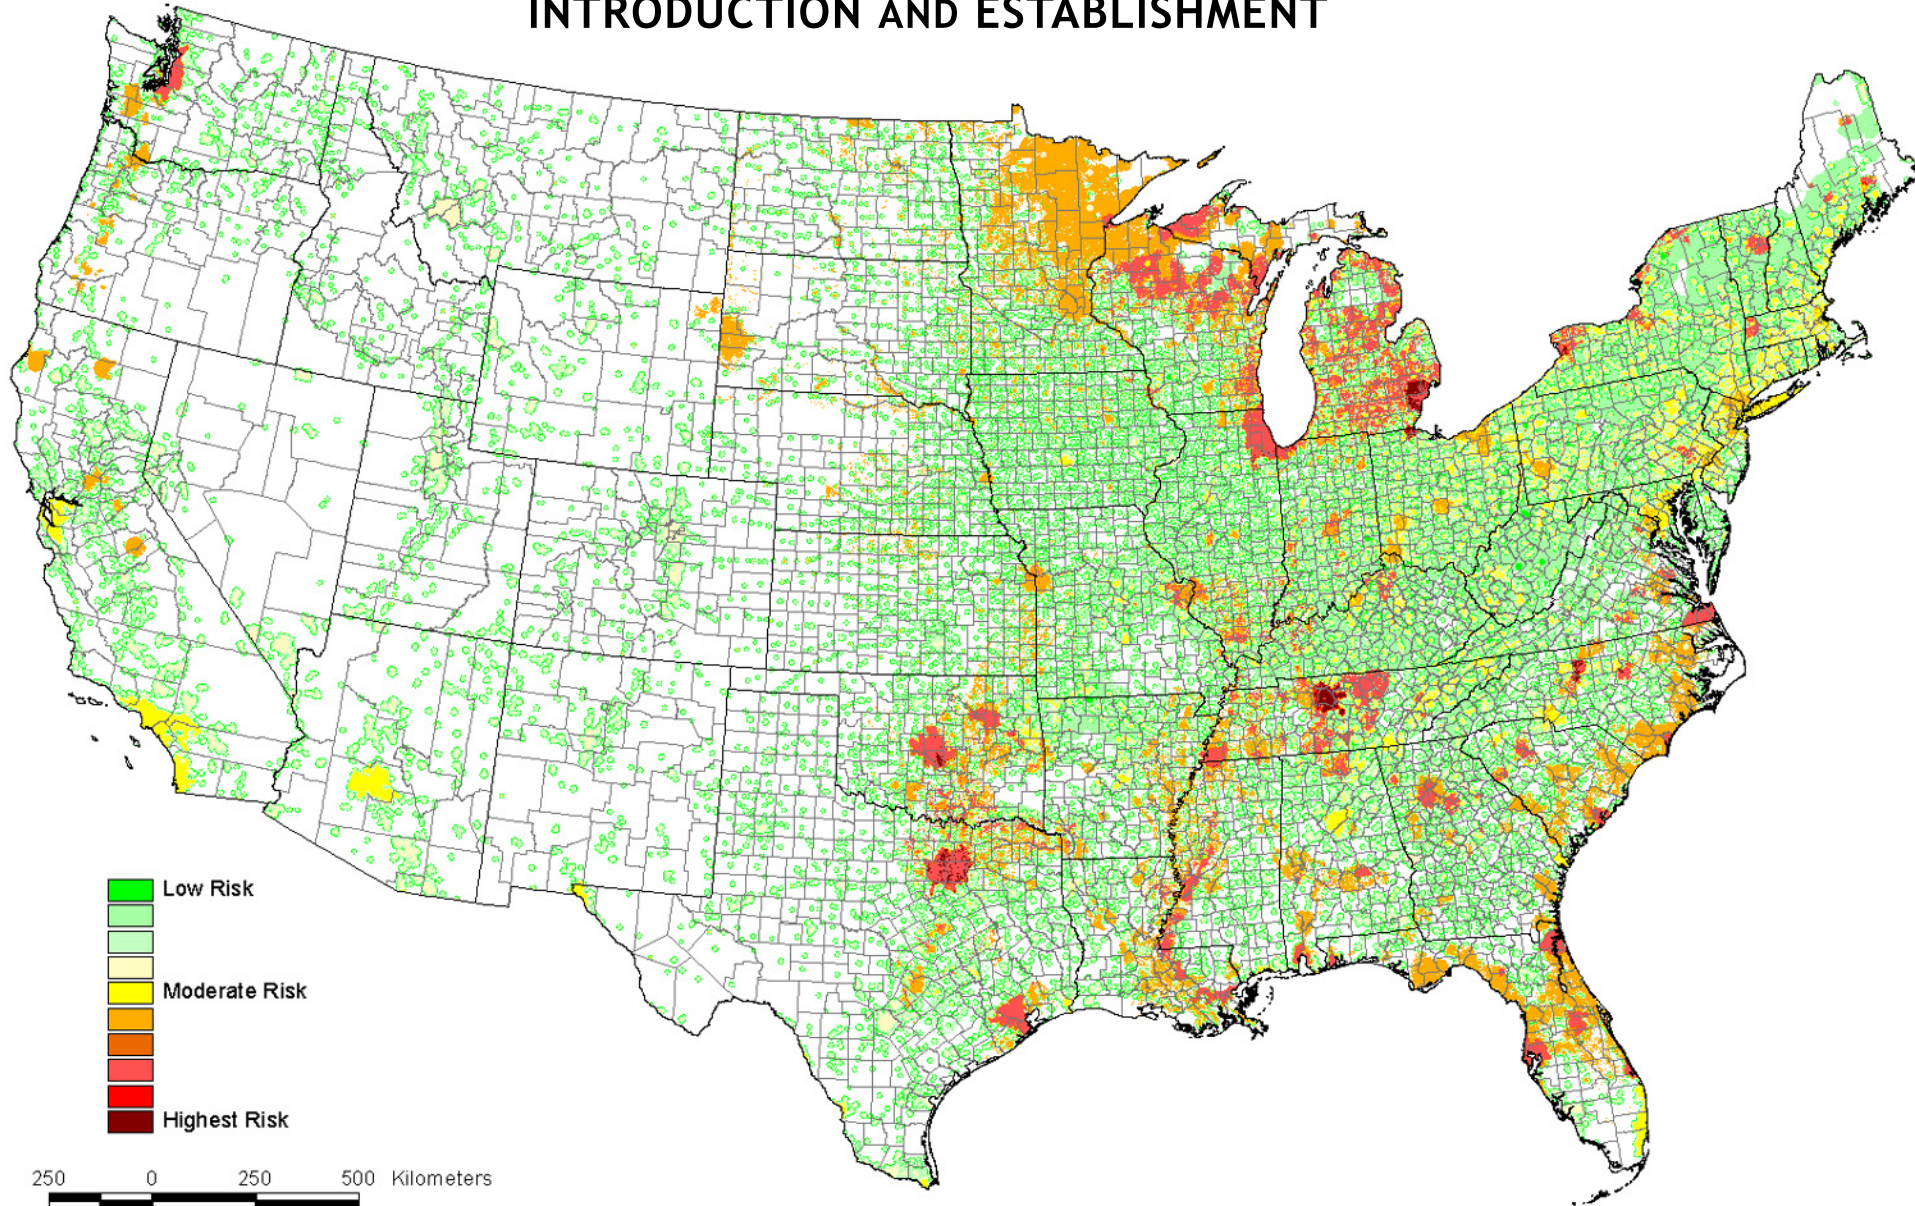 INTRODUCTION AND ESTABLISHMENT
Low Risk
Moderate Risk
Highest Risk
250 0 250 500 Kilometers